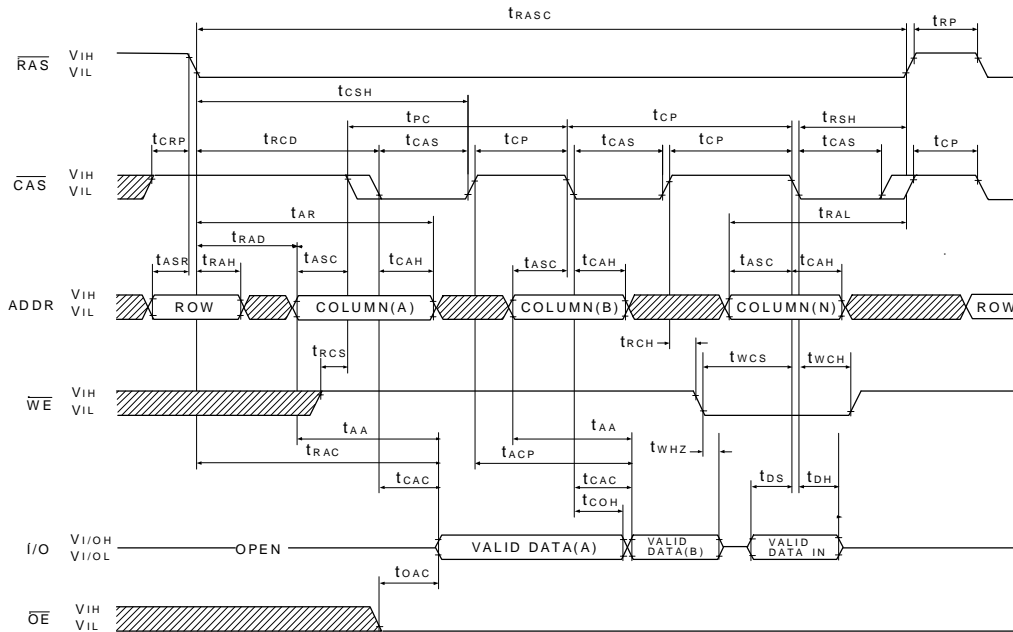 tRASC tRP
RAS VIH VIL
tCSH
tPC tCP tRSH
tCRP tRCD tCAS tCP tCAS tCP tCAS tCP
CAS VIH VIL
tAR tRAL
tRAD
tASR tRAH tASC tCAH tASC tCAH tASC tCAH
ADDR VIH VIL ROW COLUMN(A) COLUMN(B) COLUMN(N) ROW
tRCS tRCH tWCS tWCH
WE VIH VIL
tAA tAA
tRAC tACP tWHZ
tCAC tCAC tDS tDH
tCOH
I/O VI/OH VI/OL OPEN VALID DATA(A) VALID DATA(B) VALID DATA IN
tOAC
OE VIH VIL